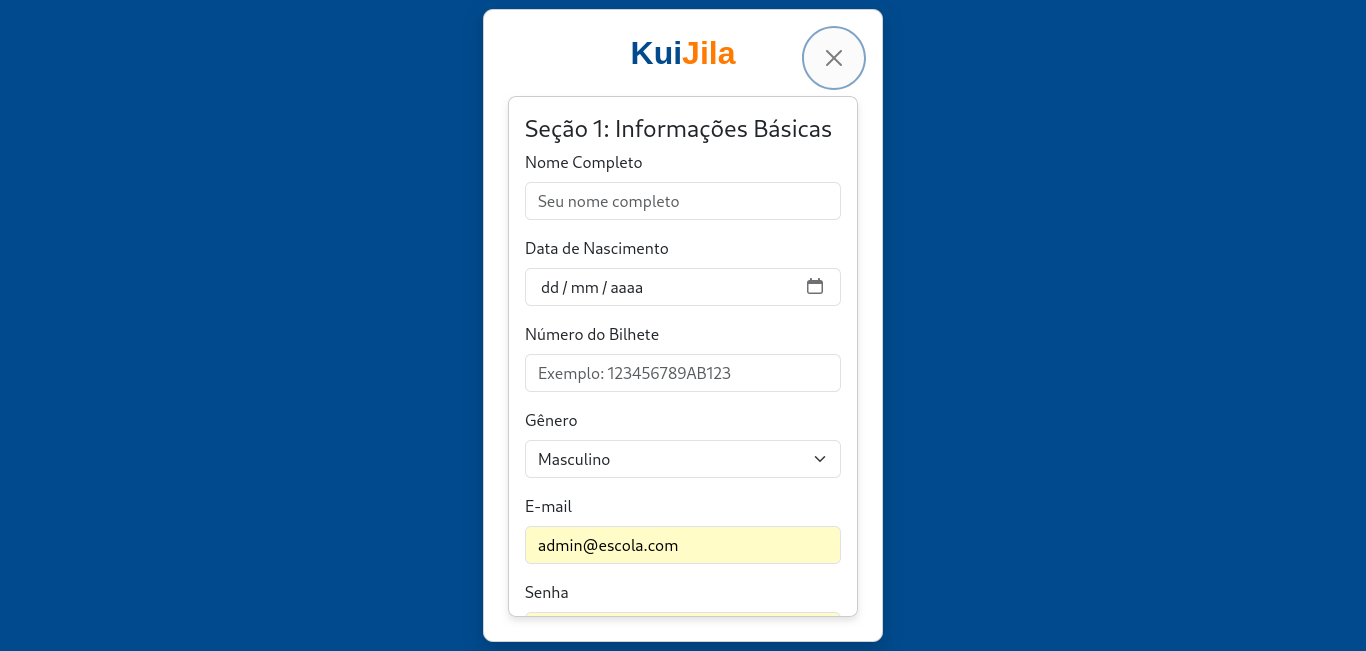 KuiJila
Seção 1: Informações Básicas
Nome Completo
Seu nome completo
Data de Nascimento
dd / mm / aaaa
Número do Bilhete
Exemplo: 123456789AB123
Gênero
Masculino
E-mail
admin@escola.com
Senha